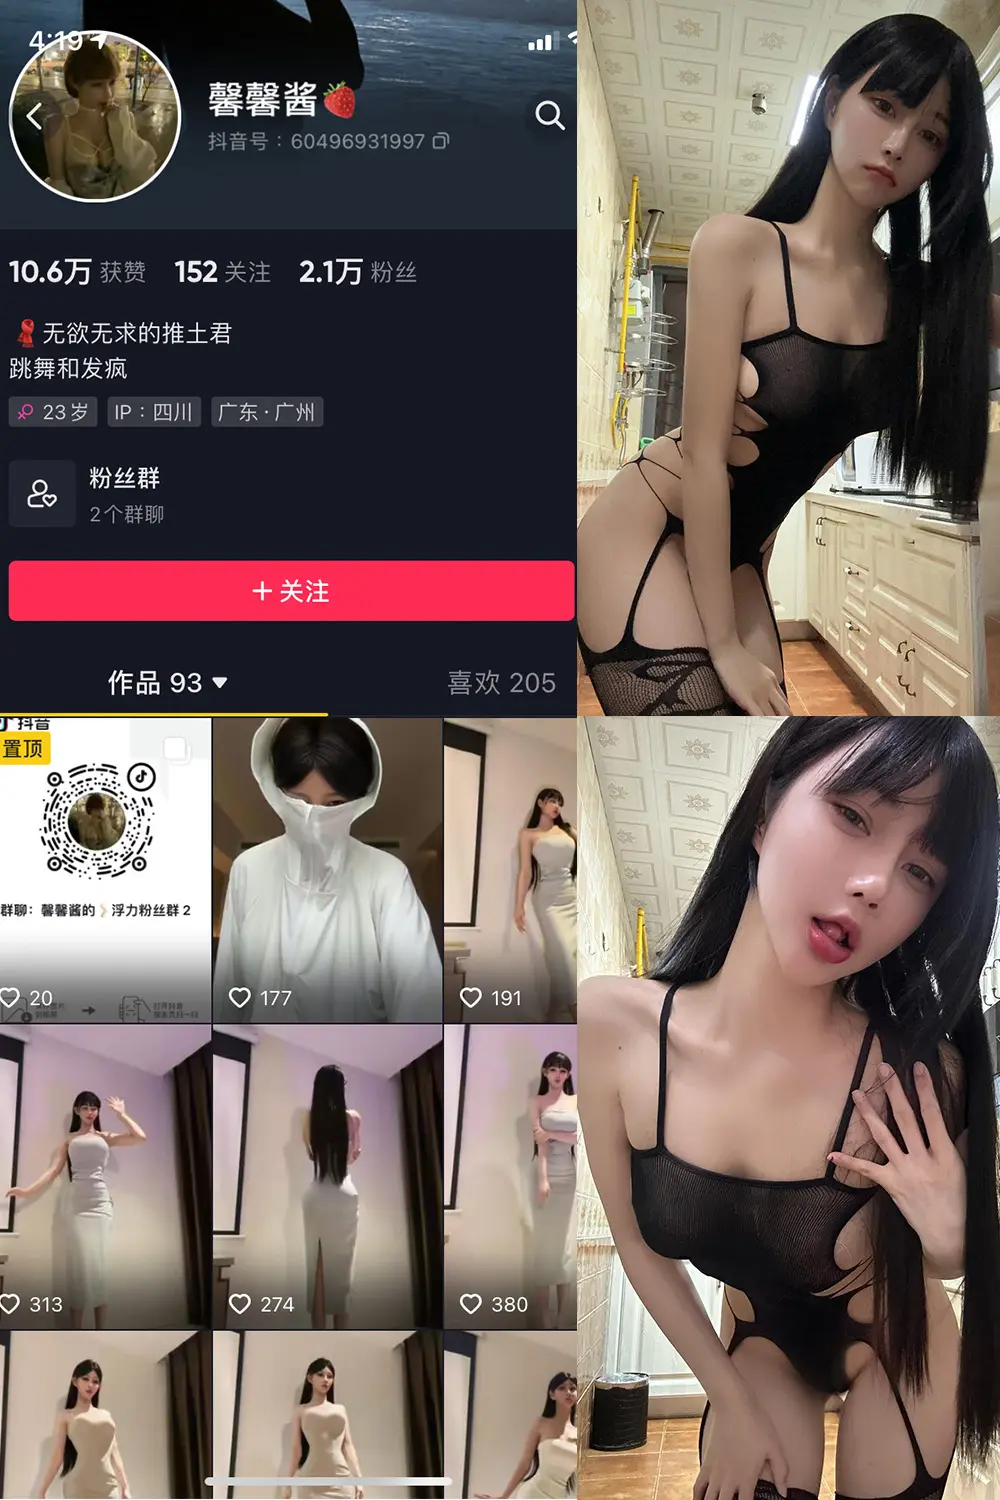 4:19
馨馨酱🍓
抖音号：60496931997
10.6万 获赞 152 关注 2.1万 粉丝
无欲无求的推土君
跳舞和发疯
23岁 IP：四川 广东·广州
粉丝群
2个群聊
+ 关注
作品 93 喜欢 205
抖音
置顶
群聊：馨馨酱的 浮力粉丝群 2
20 177 191
313 274 380